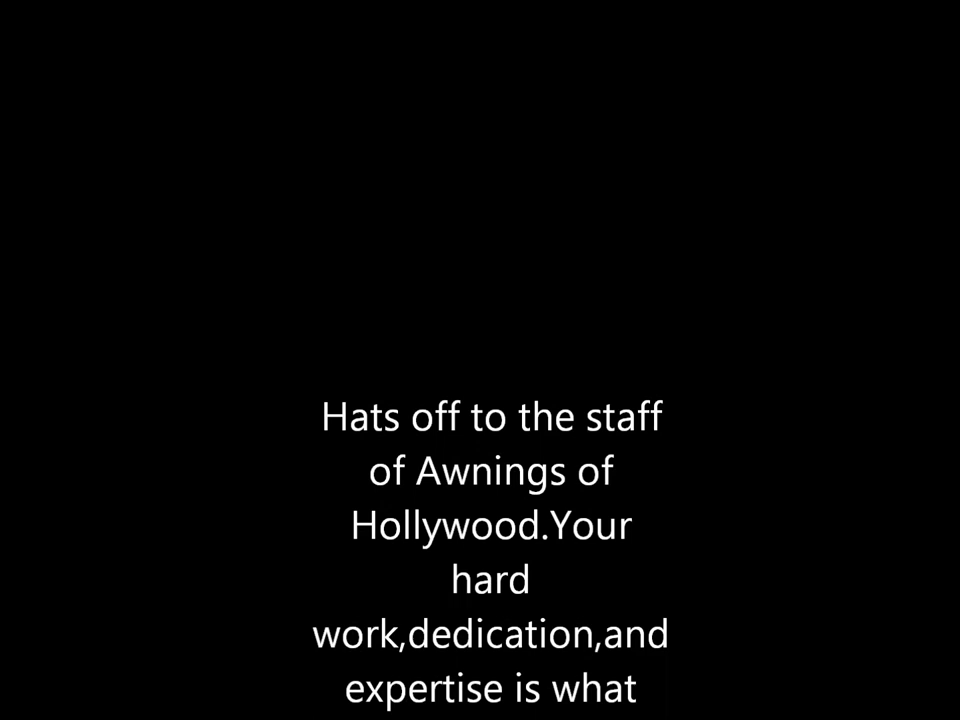 Hats off to the staff
of Awnings of
Hollywood.Your
hard
work,dedication,and
expertise is what